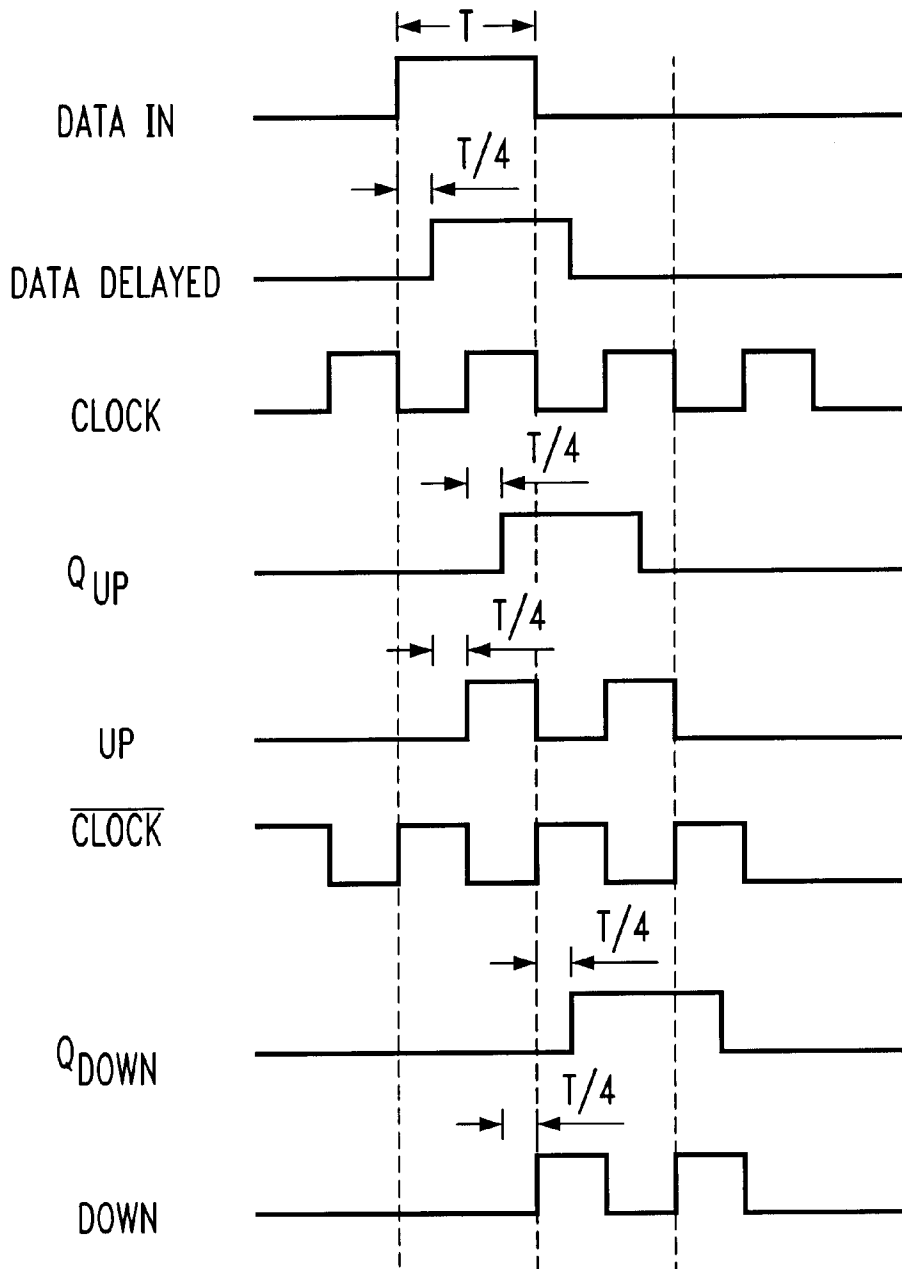 T
DATA IN
T/4
DATA DELAYED
CLOCK
T/4
Q UP
T/4
UP
CLOCK
T/4
Q DOWN
T/4
DOWN